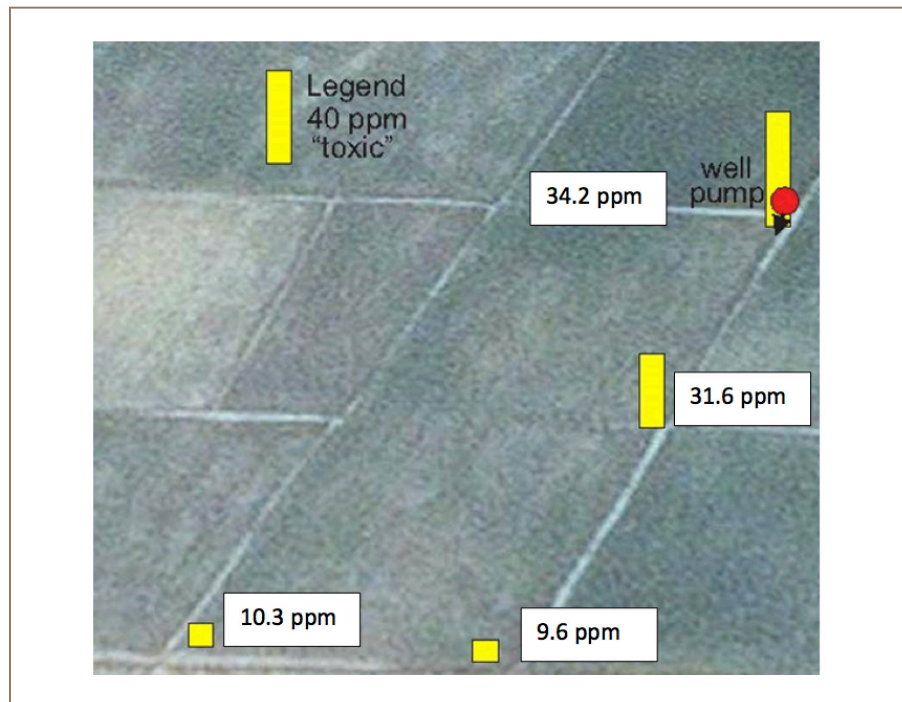 Legend
40 ppm
“toxic”
well
pump
34.2 ppm
31.6 ppm
10.3 ppm
9.6 ppm